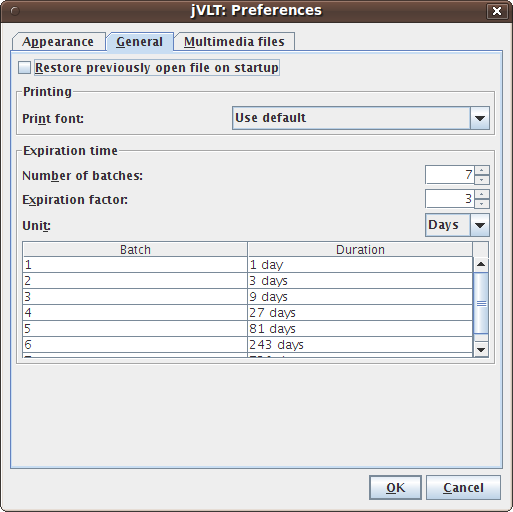 jVLT: Preferences
Appearance General Multimedia files
Restore previously open file on startup
Printing
Print font: Use default
Expiration time
Number of batches: 7
Expiration factor: 3
Unit: Days
Batch Duration
1 1 day
2 3 days
3 9 days
4 27 days
5 81 days
6 243 days
OK Cancel